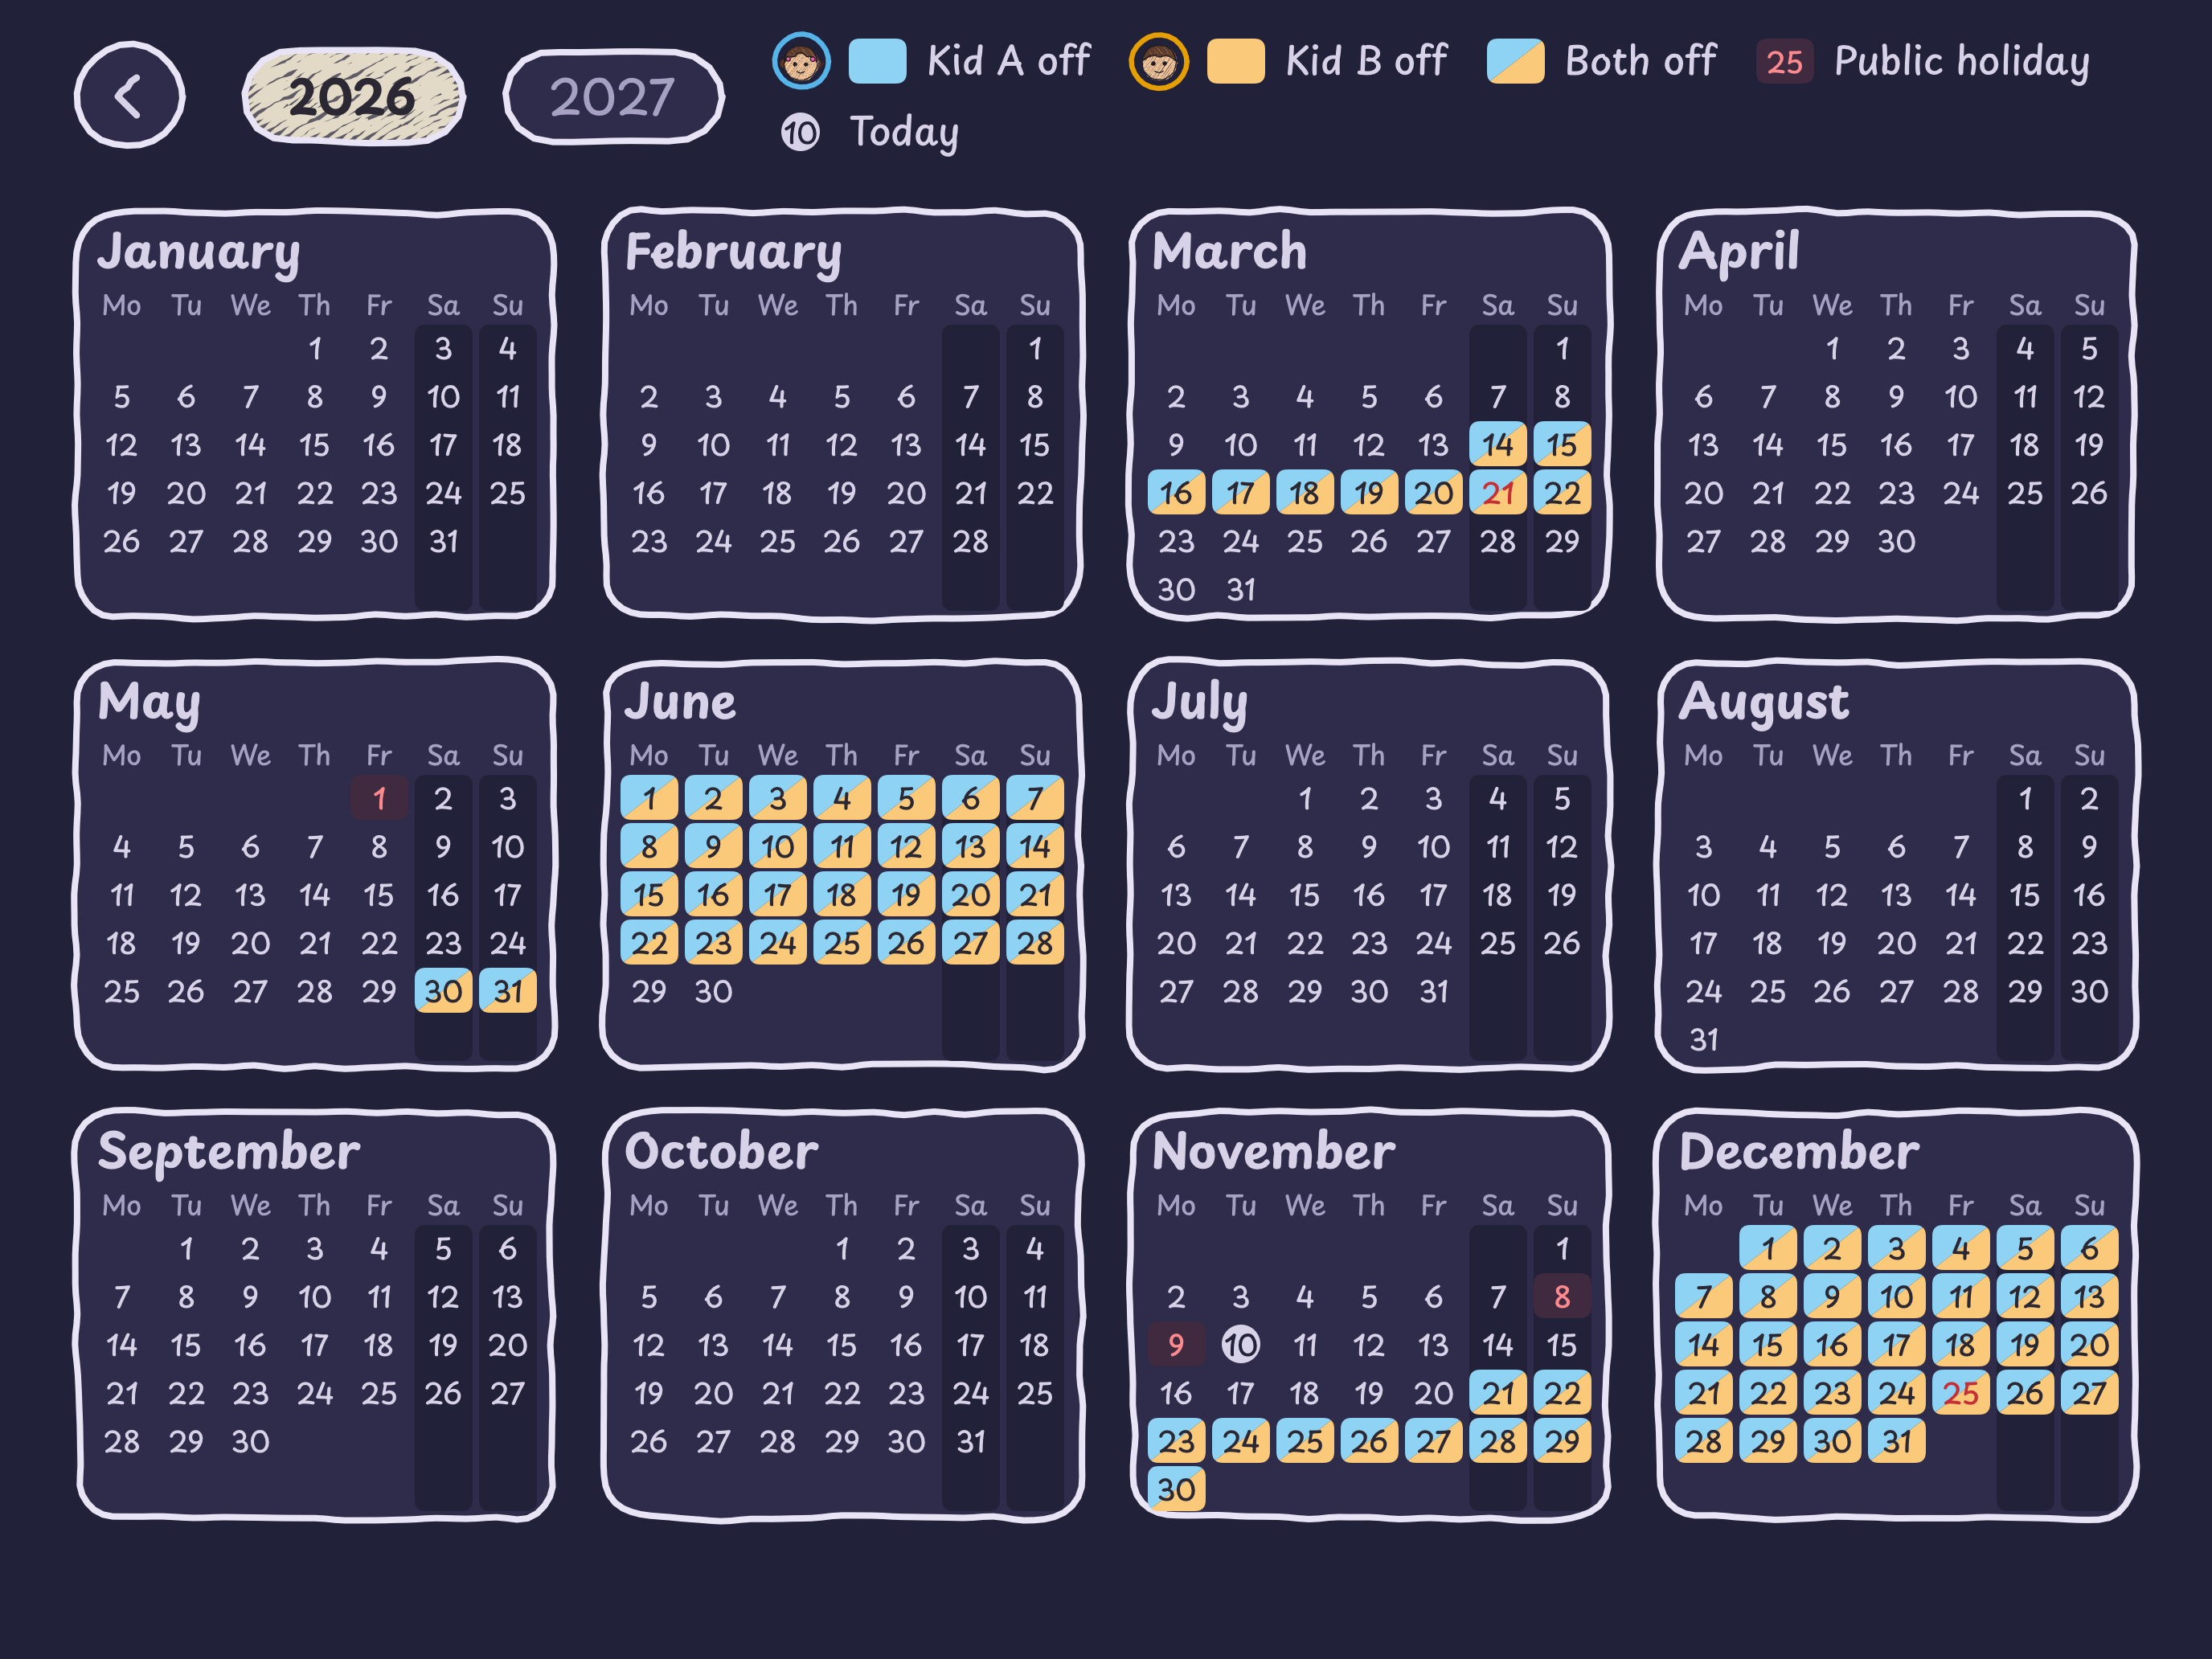 2026 2027 Kid A off Kid B off Both off 25 Public holiday
10 Today
January
Mo Tu We Th Fr Sa Su
1 2 3 4
5 6 7 8 9 10 11
12 13 14 15 16 17 18
19 20 21 22 23 24 25
26 27 28 29 30 31
February
Mo Tu We Th Fr Sa Su
1
2 3 4 5 6 7 8
9 10 11 12 13 14 15
16 17 18 19 20 21 22
23 24 25 26 27 28
March
Mo Tu We Th Fr Sa Su
1
2 3 4 5 6 7 8
9 10 11 12 13 14 15
16 17 18 19 20 21 22
23 24 25 26 27 28 29
30 31
April
Mo Tu We Th Fr Sa Su
1 2 3 4 5
6 7 8 9 10 11 12
13 14 15 16 17 18 19
20 21 22 23 24 25 26
27 28 29 30
May
Mo Tu We Th Fr Sa Su
1 2 3
4 5 6 7 8 9 10
11 12 13 14 15 16 17
18 19 20 21 22 23 24
25 26 27 28 29 30 31
June
Mo Tu We Th Fr Sa Su
1 2 3 4 5 6 7
8 9 10 11 12 13 14
15 16 17 18 19 20 21
22 23 24 25 26 27 28
29 30
July
Mo Tu We Th Fr Sa Su
1 2 3 4 5
6 7 8 9 10 11 12
13 14 15 16 17 18 19
20 21 22 23 24 25 26
27 28 29 30 31
August
Mo Tu We Th Fr Sa Su
1 2
3 4 5 6 7 8 9
10 11 12 13 14 15 16
17 18 19 20 21 22 23
24 25 26 27 28 29 30
31
September
Mo Tu We Th Fr Sa Su
1 2 3 4 5 6
7 8 9 10 11 12 13
14 15 16 17 18 19 20
21 22 23 24 25 26 27
28 29 30
October
Mo Tu We Th Fr Sa Su
1 2 3 4
5 6 7 8 9 10 11
12 13 14 15 16 17 18
19 20 21 22 23 24 25
26 27 28 29 30 31
November
Mo Tu We Th Fr Sa Su
1
2 3 4 5 6 7 8
9 10 11 12 13 14 15
16 17 18 19 20 21 22
23 24 25 26 27 28 29
30
December
Mo Tu We Th Fr Sa Su
1 2 3 4 5 6
7 8 9 10 11 12 13
14 15 16 17 18 19 20
21 22 23 24 25 26 27
28 29 30 31